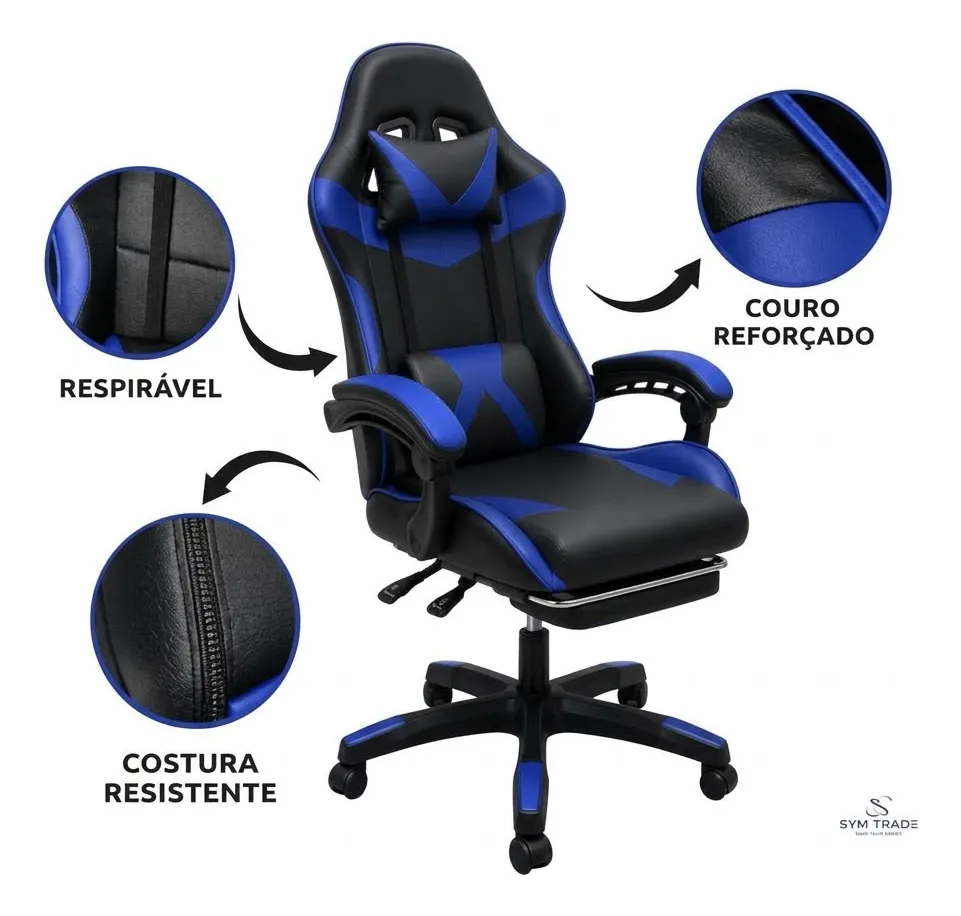 COURO
REFORÇADO
RESPIRÁVEL
COSTURA
RESISTENTE
SYM TRADE